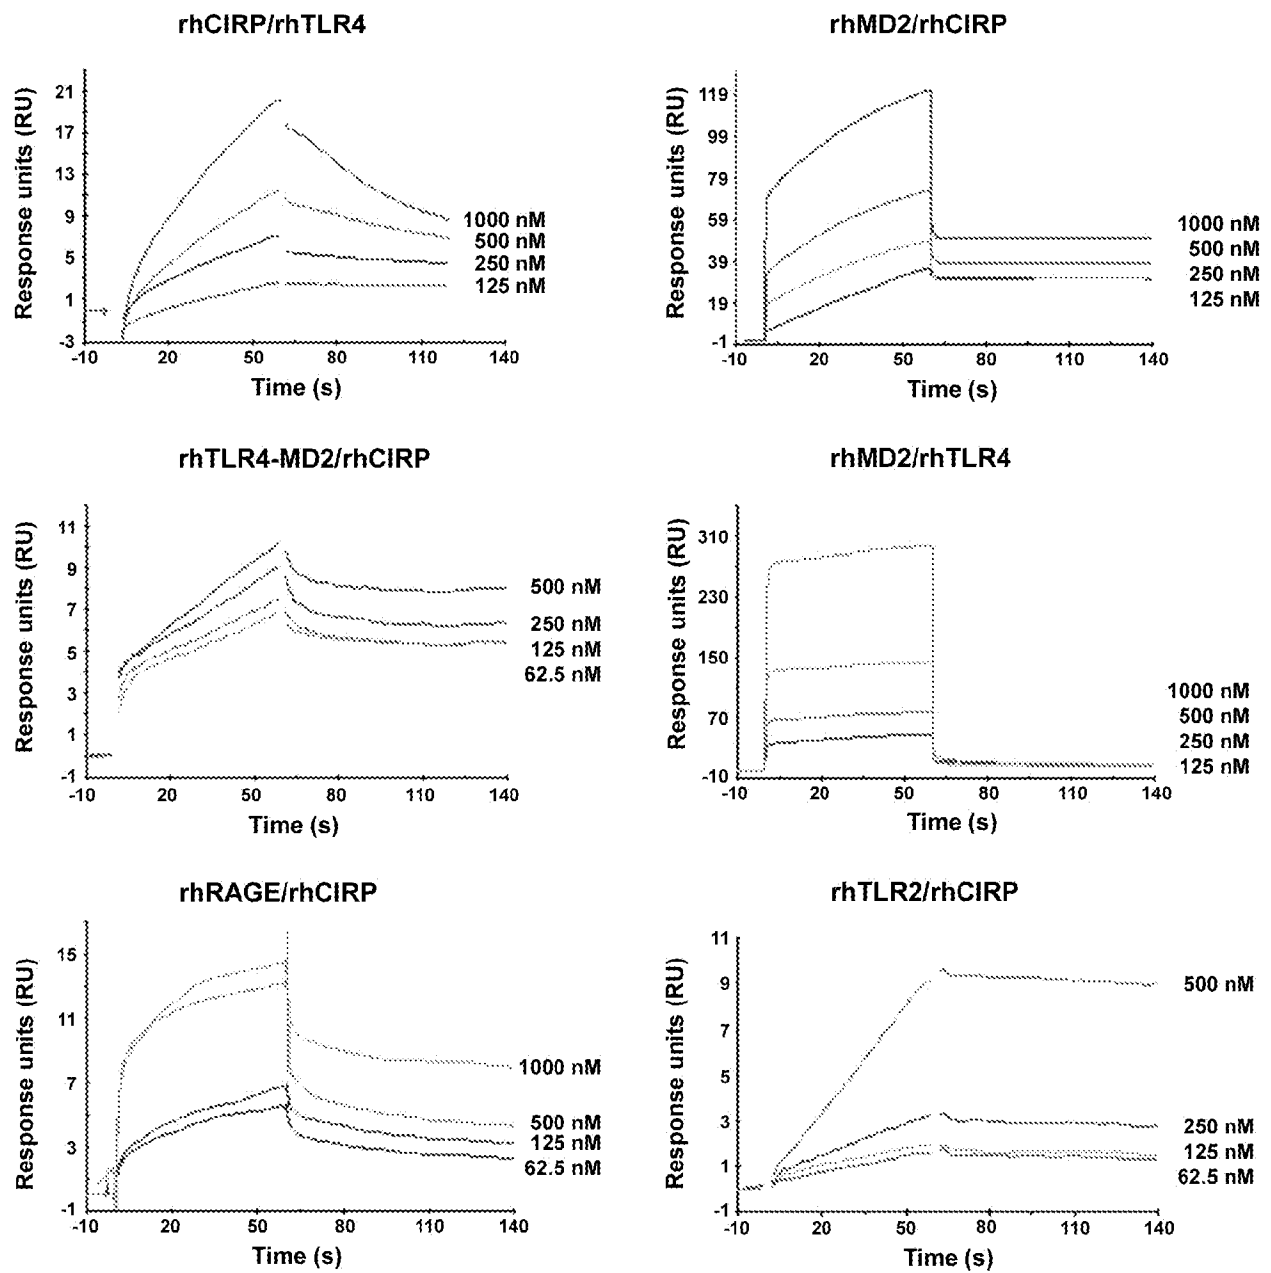 rhCIRP/rhTLR4
Response units (RU)
21
17
13
9
5
1
-3
-10 20 50 80 110 140
Time (s)
1000 nM
500 nM
250 nM
125 nM
rhMD2/rhCIRP
Response units (RU)
119
99
79
59
39
19
-1
-10 20 50 80 110 140
Time (s)
1000 nM
500 nM
250 nM
125 nM
rhTLR4-MD2/rhCIRP
Response units (RU)
11
9
7
5
3
1
-1
-10 20 50 80 110 140
Time (s)
500 nM
250 nM
125 nM
62.5 nM
rhMD2/rhTLR4
Response units (RU)
310
230
150
70
-10
-10 20 50 80 110 140
Time (s)
1000 nM
500 nM
250 nM
125 nM
rhRAGE/rhCIRP
Response units (RU)
15
11
7
3
-1
-10 20 50 80 110 140
Time (s)
1000 nM
500 nM
125 nM
62.5 nM
rhTLR2/rhCIRP
Response units (RU)
11
9
7
5
3
1
-1
-10 20 50 80 110 140
Time (s)
500 nM
250 nM
125 nM
62.5 nM